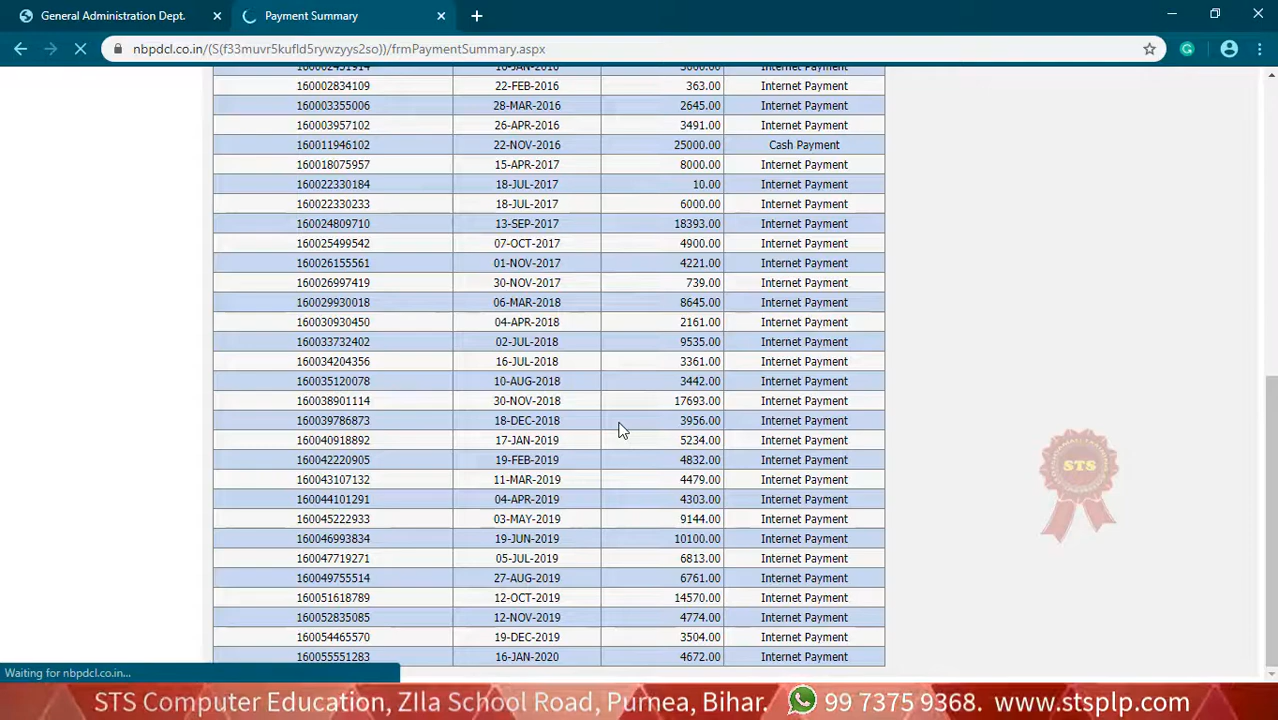 General Administration Dept.
Payment Summary
nbpdcl.co.in/(S(f33muvr5kufld5rywzyys2so))/frmPaymentSummary.aspx
160002451914 16-JAN-2016 3000.00 Internet Payment
160002834109 22-FEB-2016 363.00 Internet Payment
160003355006 28-MAR-2016 2645.00 Internet Payment
160003957102 26-APR-2016 3491.00 Internet Payment
160011946102 22-NOV-2016 25000.00 Cash Payment
160018075957 15-APR-2017 8000.00 Internet Payment
160022330184 18-JUL-2017 10.00 Internet Payment
160022330233 18-JUL-2017 6000.00 Internet Payment
160024809710 13-SEP-2017 18393.00 Internet Payment
160025499542 07-OCT-2017 4900.00 Internet Payment
160026155561 01-NOV-2017 4221.00 Internet Payment
160026997419 30-NOV-2017 739.00 Internet Payment
160029930018 06-MAR-2018 8645.00 Internet Payment
160030930450 04-APR-2018 2161.00 Internet Payment
160033732402 02-JUL-2018 9535.00 Internet Payment
160034204356 16-JUL-2018 3361.00 Internet Payment
160035120078 10-AUG-2018 3442.00 Internet Payment
160038901114 30-NOV-2018 17693.00 Internet Payment
160039786873 18-DEC-2018 3956.00 Internet Payment
160040918892 17-JAN-2019 5234.00 Internet Payment
160042220905 19-FEB-2019 4832.00 Internet Payment
160043107132 11-MAR-2019 4479.00 Internet Payment
160044101291 04-APR-2019 4303.00 Internet Payment
160045222933 03-MAY-2019 9144.00 Internet Payment
160046993834 19-JUN-2019 10100.00 Internet Payment
160047719271 05-JUL-2019 6813.00 Internet Payment
160049755514 27-AUG-2019 6761.00 Internet Payment
160051618789 12-OCT-2019 14570.00 Internet Payment
160052835085 12-NOV-2019 4774.00 Internet Payment
160054465570 19-DEC-2019 3504.00 Internet Payment
160055551283 16-JAN-2020 4672.00 Internet Payment
STS
Waiting for nbpdcl.co.in...
STS Computer Education, ZIla School Road, Purnea, Bihar. 99 7375 9368. www.stsplp.com